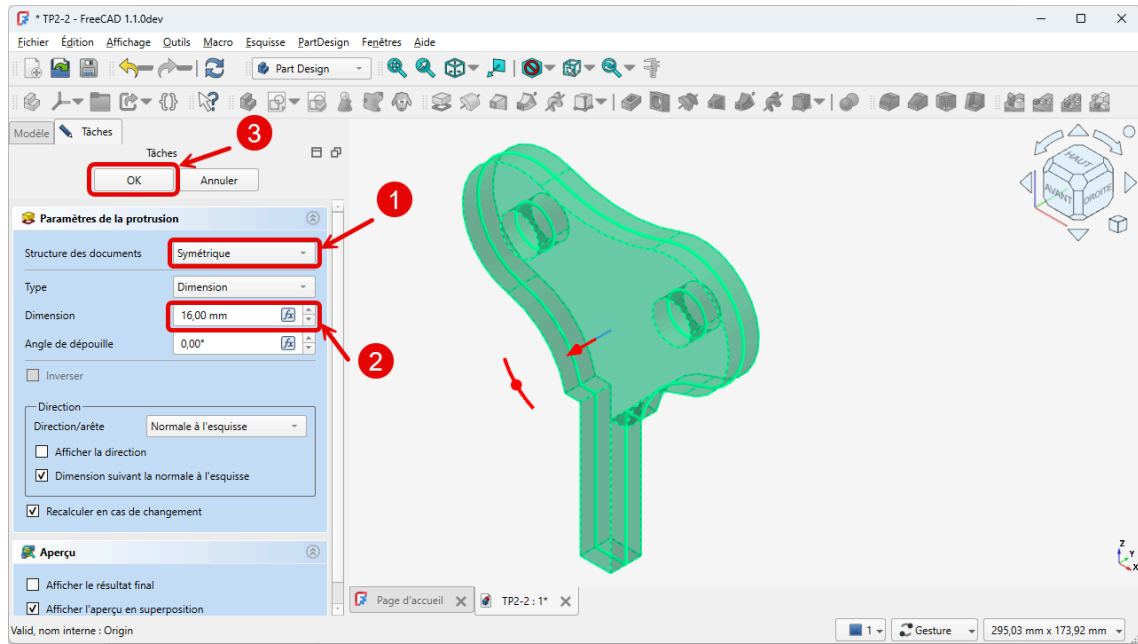 * TP2-2 - FreeCAD 1.1.0dev
Fichier Édition Affichage Outils Macro Esquisse PartDesign Fenêtres Aide
Part Design
Modèle Tâches
3
Tâches
OK Annuler
1
Paramètres de la protrusion
Structure des documents Symétrique
Type Dimension
Dimension 16,00 mm
Angle de dépouille 0,00°
2
Inverser
Direction
Direction/arête Normale à l'esquisse
Afficher la direction
Dimension suivant la normale à l'esquisse
Recalculer en cas de changement
Aperçu
Afficher le résultat final
Afficher l'aperçu en superposition
HAUT
AVANT
DROITE
Z
Y
X
Page d'accueil TP2-2 : 1*
Valid, nom interne : Origin
1 Gesture 295,03 mm x 173,92 mm